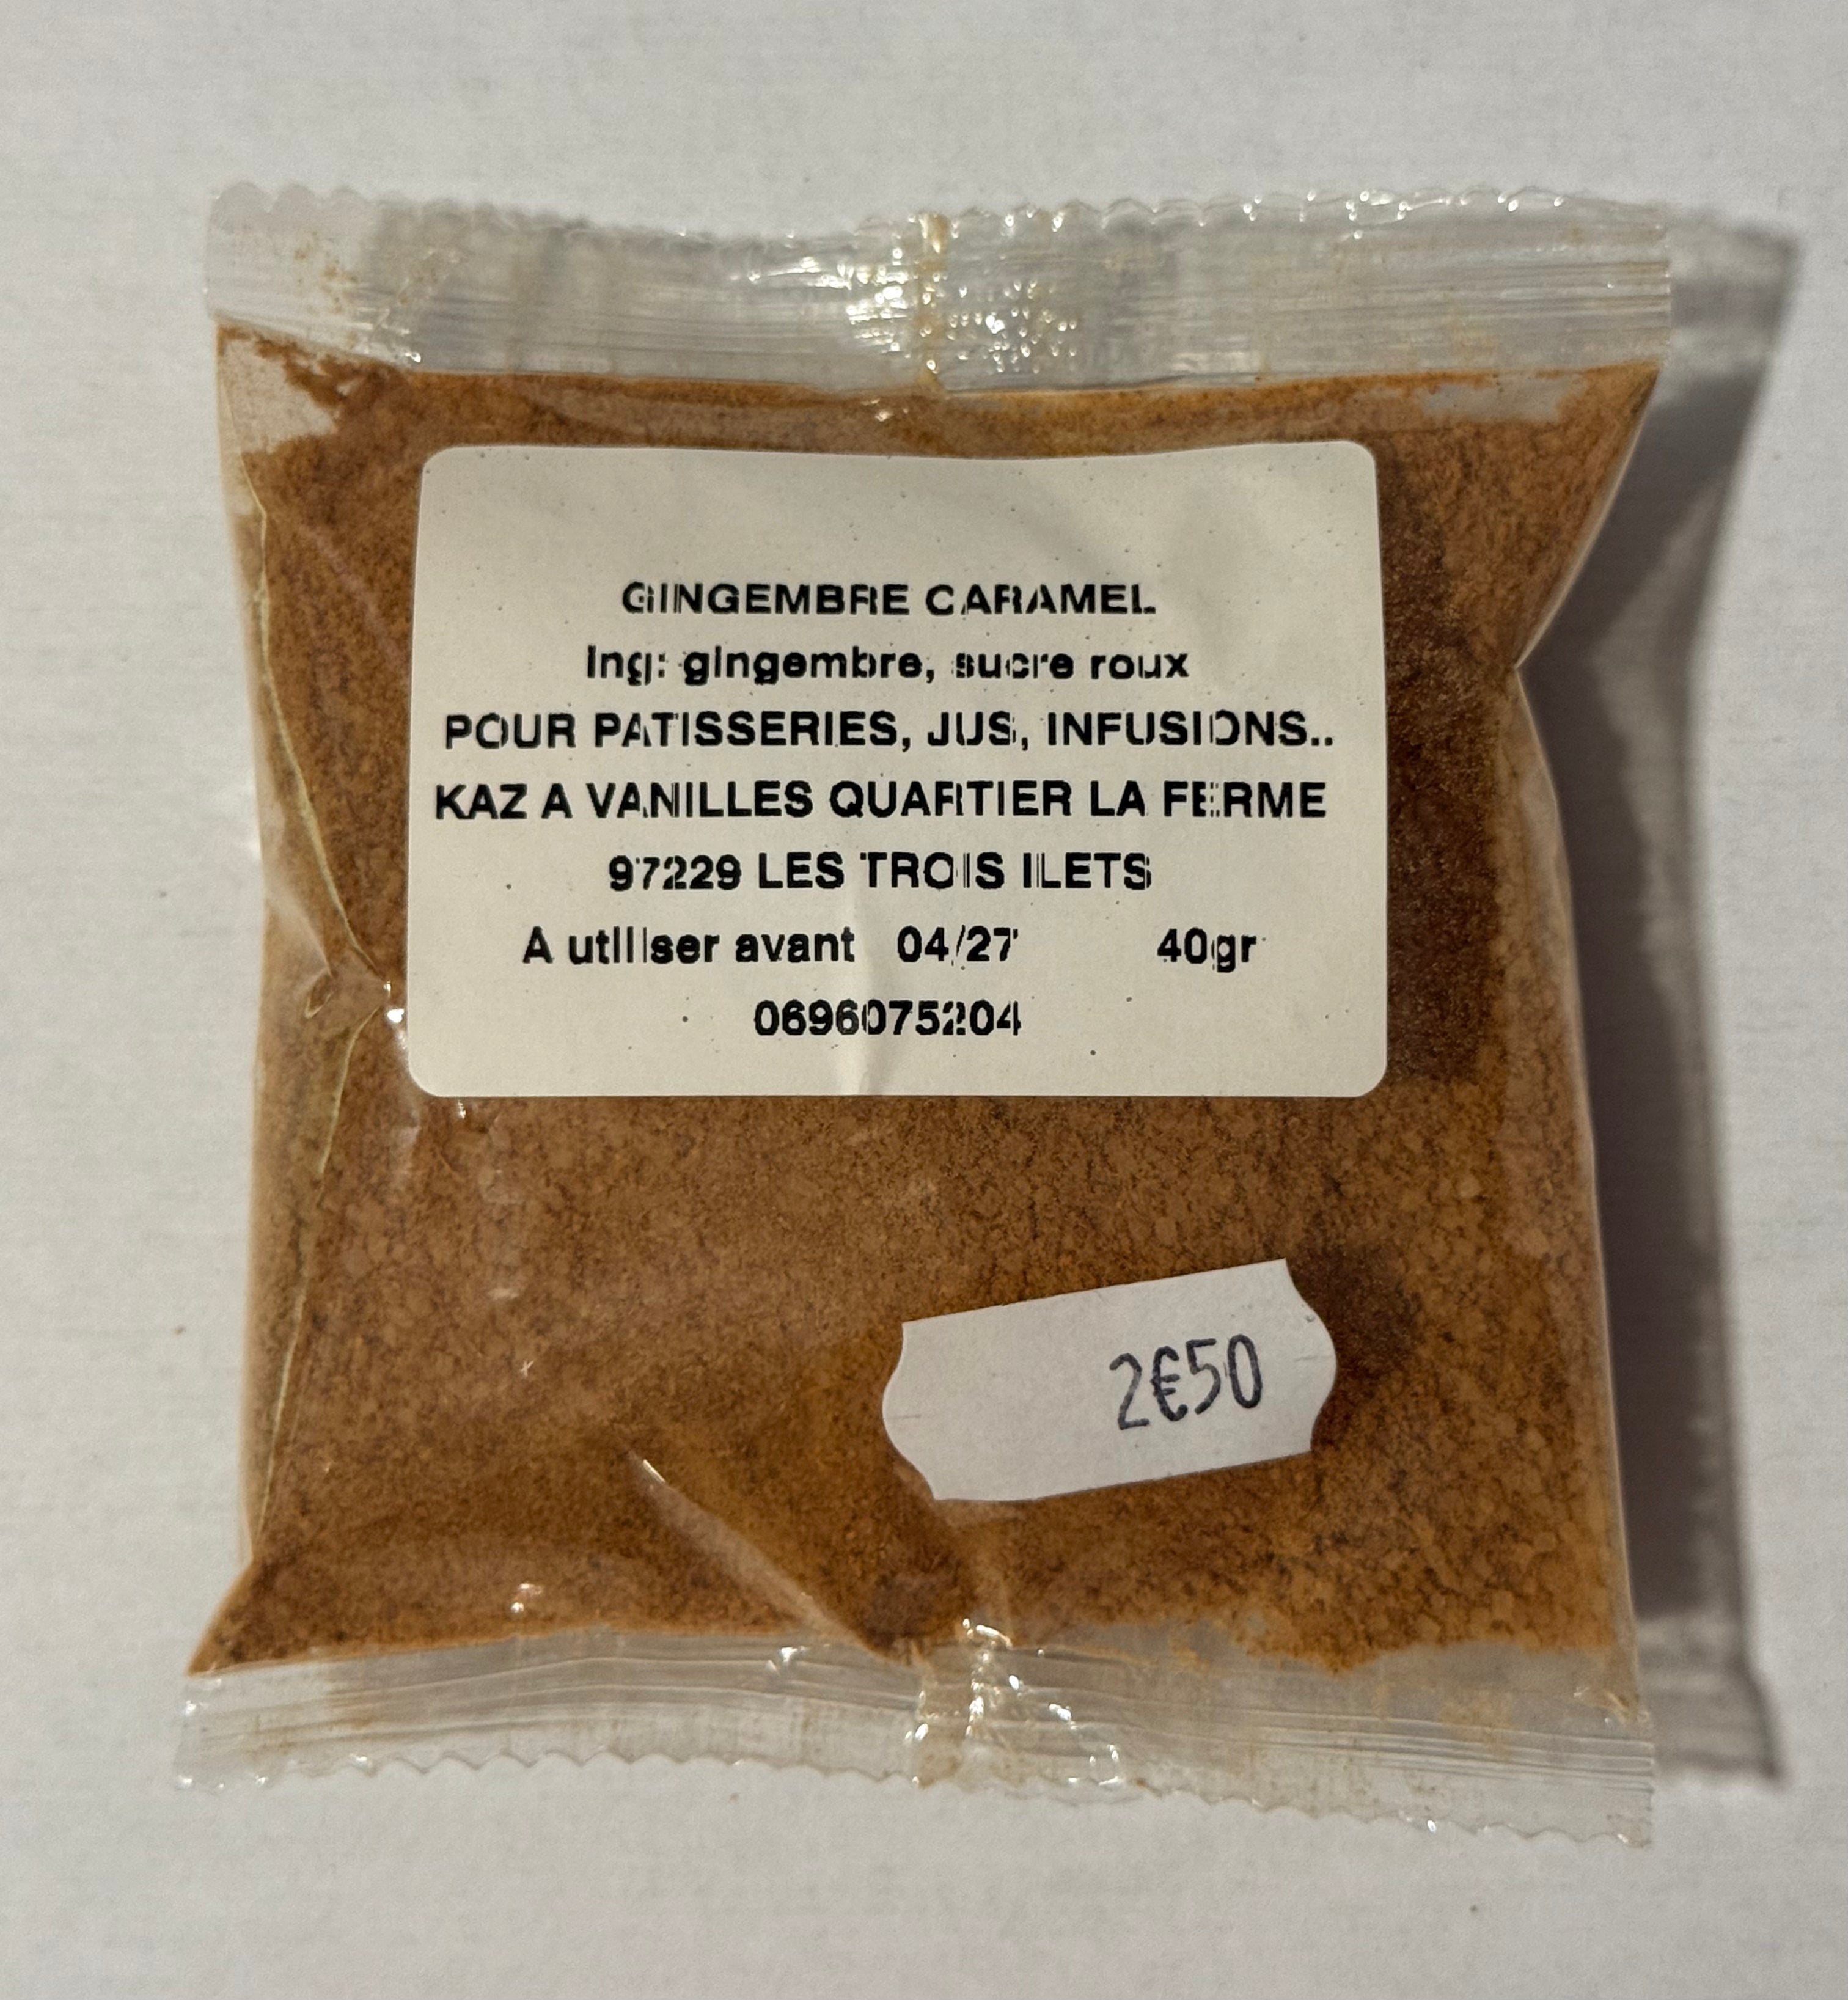 GINGEMBRE CARAMEL
Ing: gingembre, sucre roux
POUR PATISSERIES, JUS, INFUSIONS..
KAZ A VANILLES QUARTIER LA FERME
97229 LES TROIS ILETS
A utiliser avant 04/27 40gr
0696075204
2€50